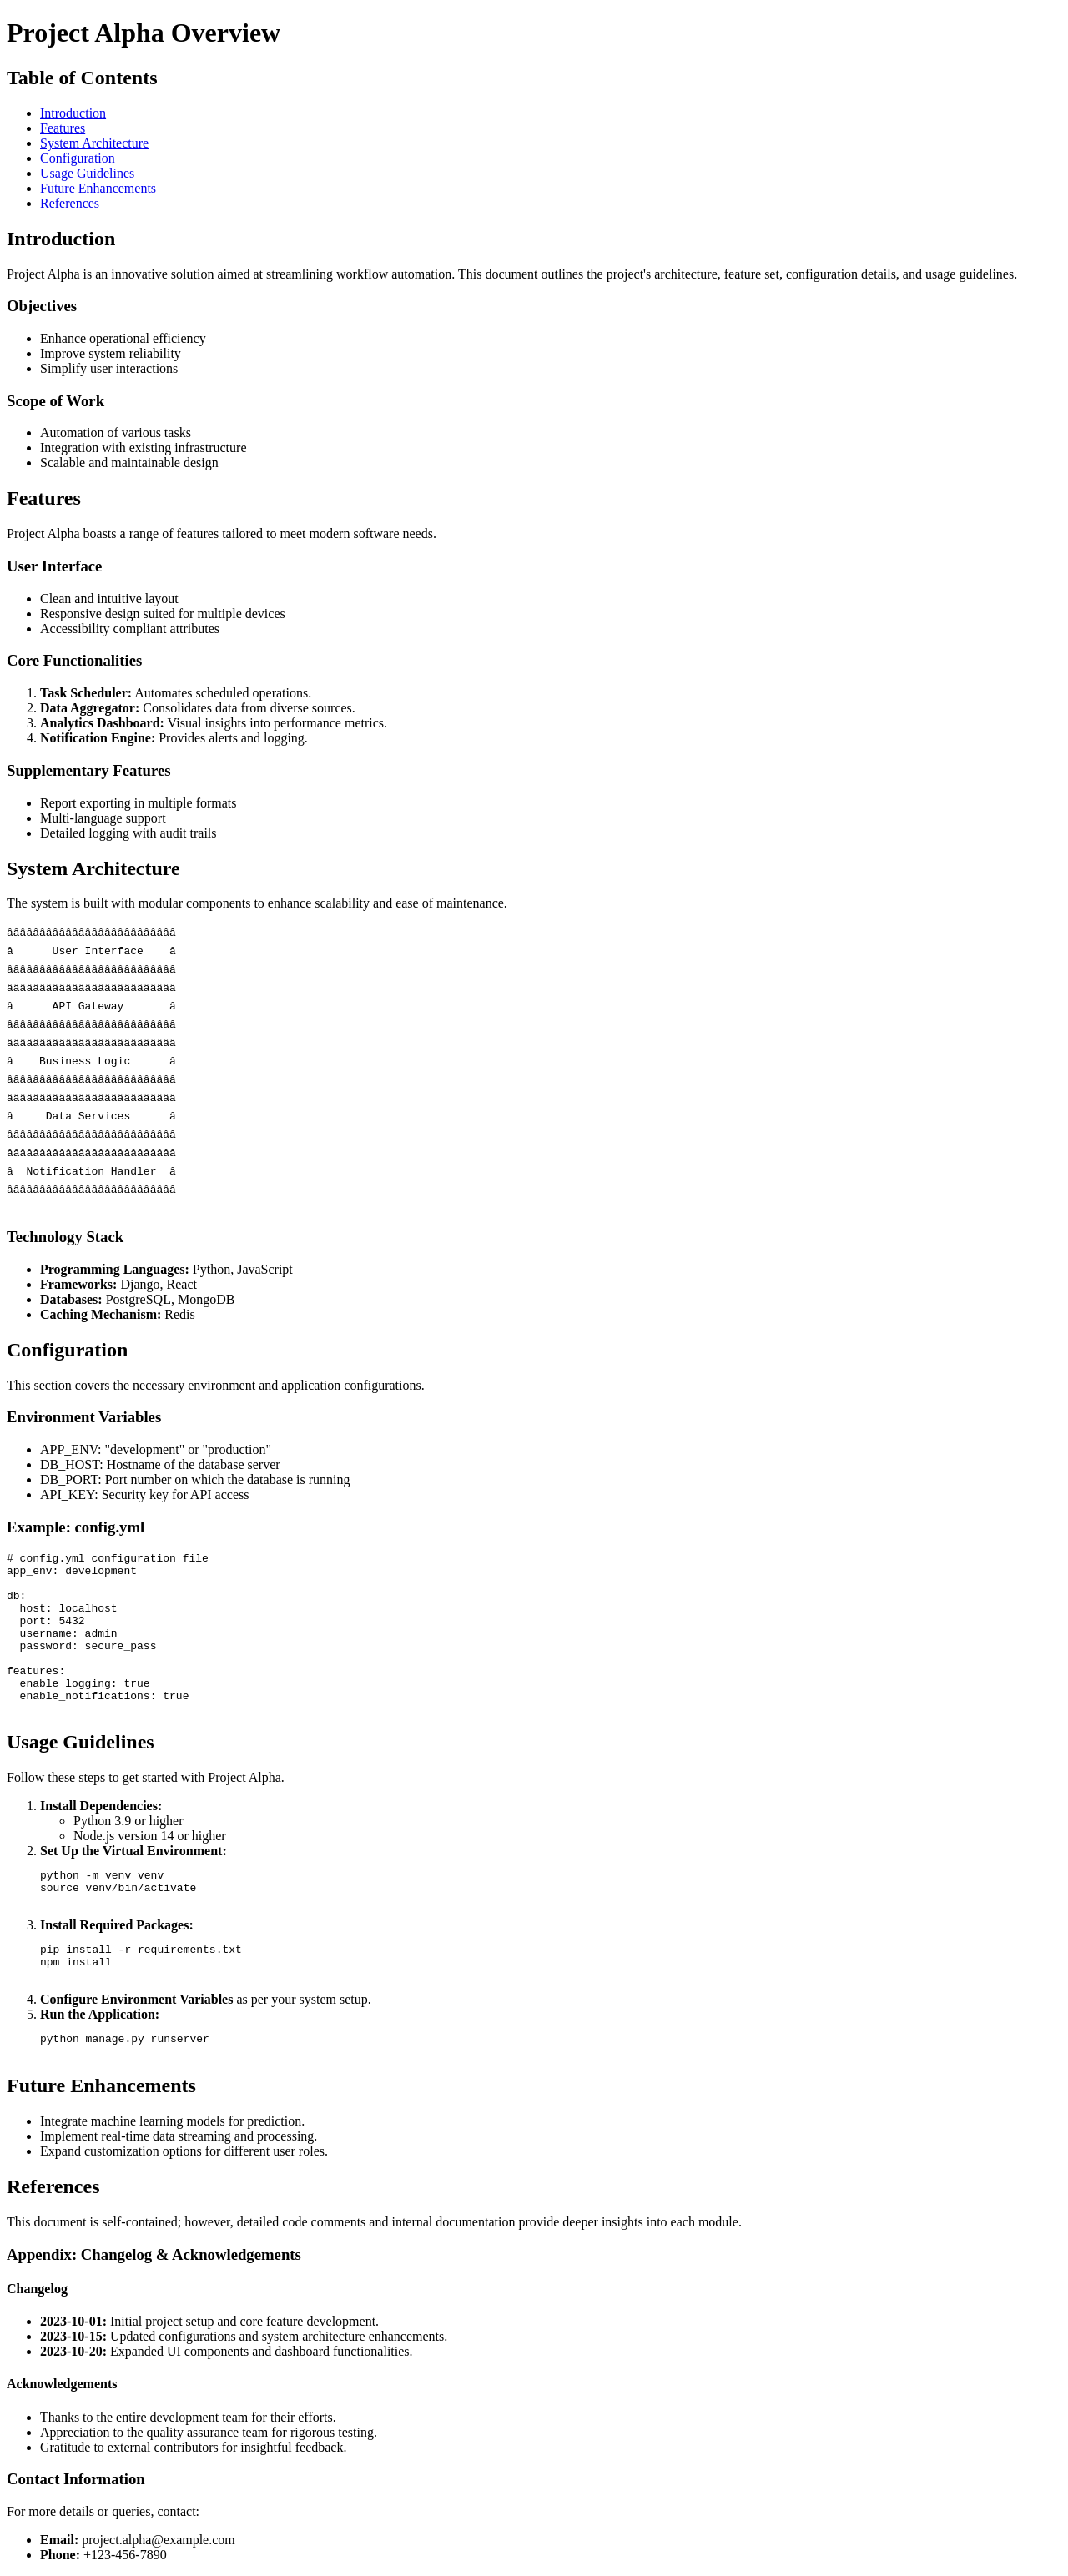 Project Alpha Overview
Table of Contents
Introduction
Features
System Architecture
Configuration
Usage Guidelines
Future Enhancements
References
Introduction
Project Alpha is an innovative solution aimed at streamlining workflow automation. This document outlines the project's architecture, feature set, configuration details, and usage guidelines.
Objectives
Enhance operational efficiency
Improve system reliability
Simplify user interactions
Scope of Work
Automation of various tasks
Integration with existing infrastructure
Scalable and maintainable design
Features
Project Alpha boasts a range of features tailored to meet modern software needs.
User Interface
Clean and intuitive layout
Responsive design suited for multiple devices
Accessibility compliant attributes
Core Functionalities
1. Task Scheduler: Automates scheduled operations.
2. Data Aggregator: Consolidates data from diverse sources.
3. Analytics Dashboard: Visual insights into performance metrics.
4. Notification Engine: Provides alerts and logging.
Supplementary Features
Report exporting in multiple formats
Multi-language support
Detailed logging with audit trails
System Architecture
The system is built with modular components to enhance scalability and ease of maintenance.
ââââââââââââââââââââââââââ
â      User Interface    â
ââââââââââââââââââââââââââ
ââââââââââââââââââââââââââ
â      API Gateway       â
ââââââââââââââââââââââââââ
ââââââââââââââââââââââââââ
â    Business Logic      â
ââââââââââââââââââââââââââ
ââââââââââââââââââââââââââ
â     Data Services      â
ââââââââââââââââââââââââââ
ââââââââââââââââââââââââââ
â  Notification Handler  â
ââââââââââââââââââââââââââ
Technology Stack
Programming Languages: Python, JavaScript
Frameworks: Django, React
Databases: PostgreSQL, MongoDB
Caching Mechanism: Redis
Configuration
This section covers the necessary environment and application configurations.
Environment Variables
APP_ENV: "development" or "production"
DB_HOST: Hostname of the database server
DB_PORT: Port number on which the database is running
API_KEY: Security key for API access
Example: config.yml
# config.yml configuration file
app_env: development
db:
  host: localhost
  port: 5432
  username: admin
  password: secure_pass
features:
  enable_logging: true
  enable_notifications: true
Usage Guidelines
Follow these steps to get started with Project Alpha.
1. Install Dependencies:
Python 3.9 or higher
Node.js version 14 or higher
2. Set Up the Virtual Environment:
python -m venv venv
source venv/bin/activate
3. Install Required Packages:
pip install -r requirements.txt
npm install
4. Configure Environment Variables as per your system setup.
5. Run the Application:
python manage.py runserver
Future Enhancements
Integrate machine learning models for prediction.
Implement real-time data streaming and processing.
Expand customization options for different user roles.
References
This document is self-contained; however, detailed code comments and internal documentation provide deeper insights into each module.
Appendix: Changelog & Acknowledgements
Changelog
2023-10-01: Initial project setup and core feature development.
2023-10-15: Updated configurations and system architecture enhancements.
2023-10-20: Expanded UI components and dashboard functionalities.
Acknowledgements
Thanks to the entire development team for their efforts.
Appreciation to the quality assurance team for rigorous testing.
Gratitude to external contributors for insightful feedback.
Contact Information
For more details or queries, contact:
Email: project.alpha@example.com
Phone: +123-456-7890